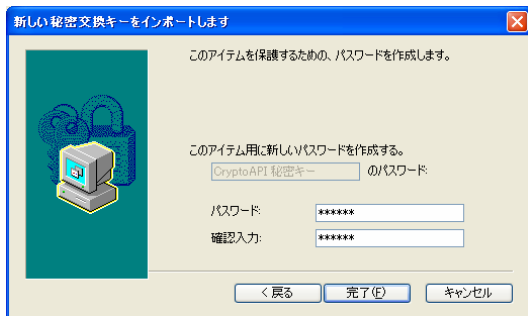 新しい秘密交換キーをインポートします
このアイテムを保護するための、パスワードを作成します。
このアイテム用に新しいパスワードを作成する。
CryptoAPI 秘密キー のパスワード:
パスワード: ******
確認入力: ******
< 戻る 完了(F) キャンセル